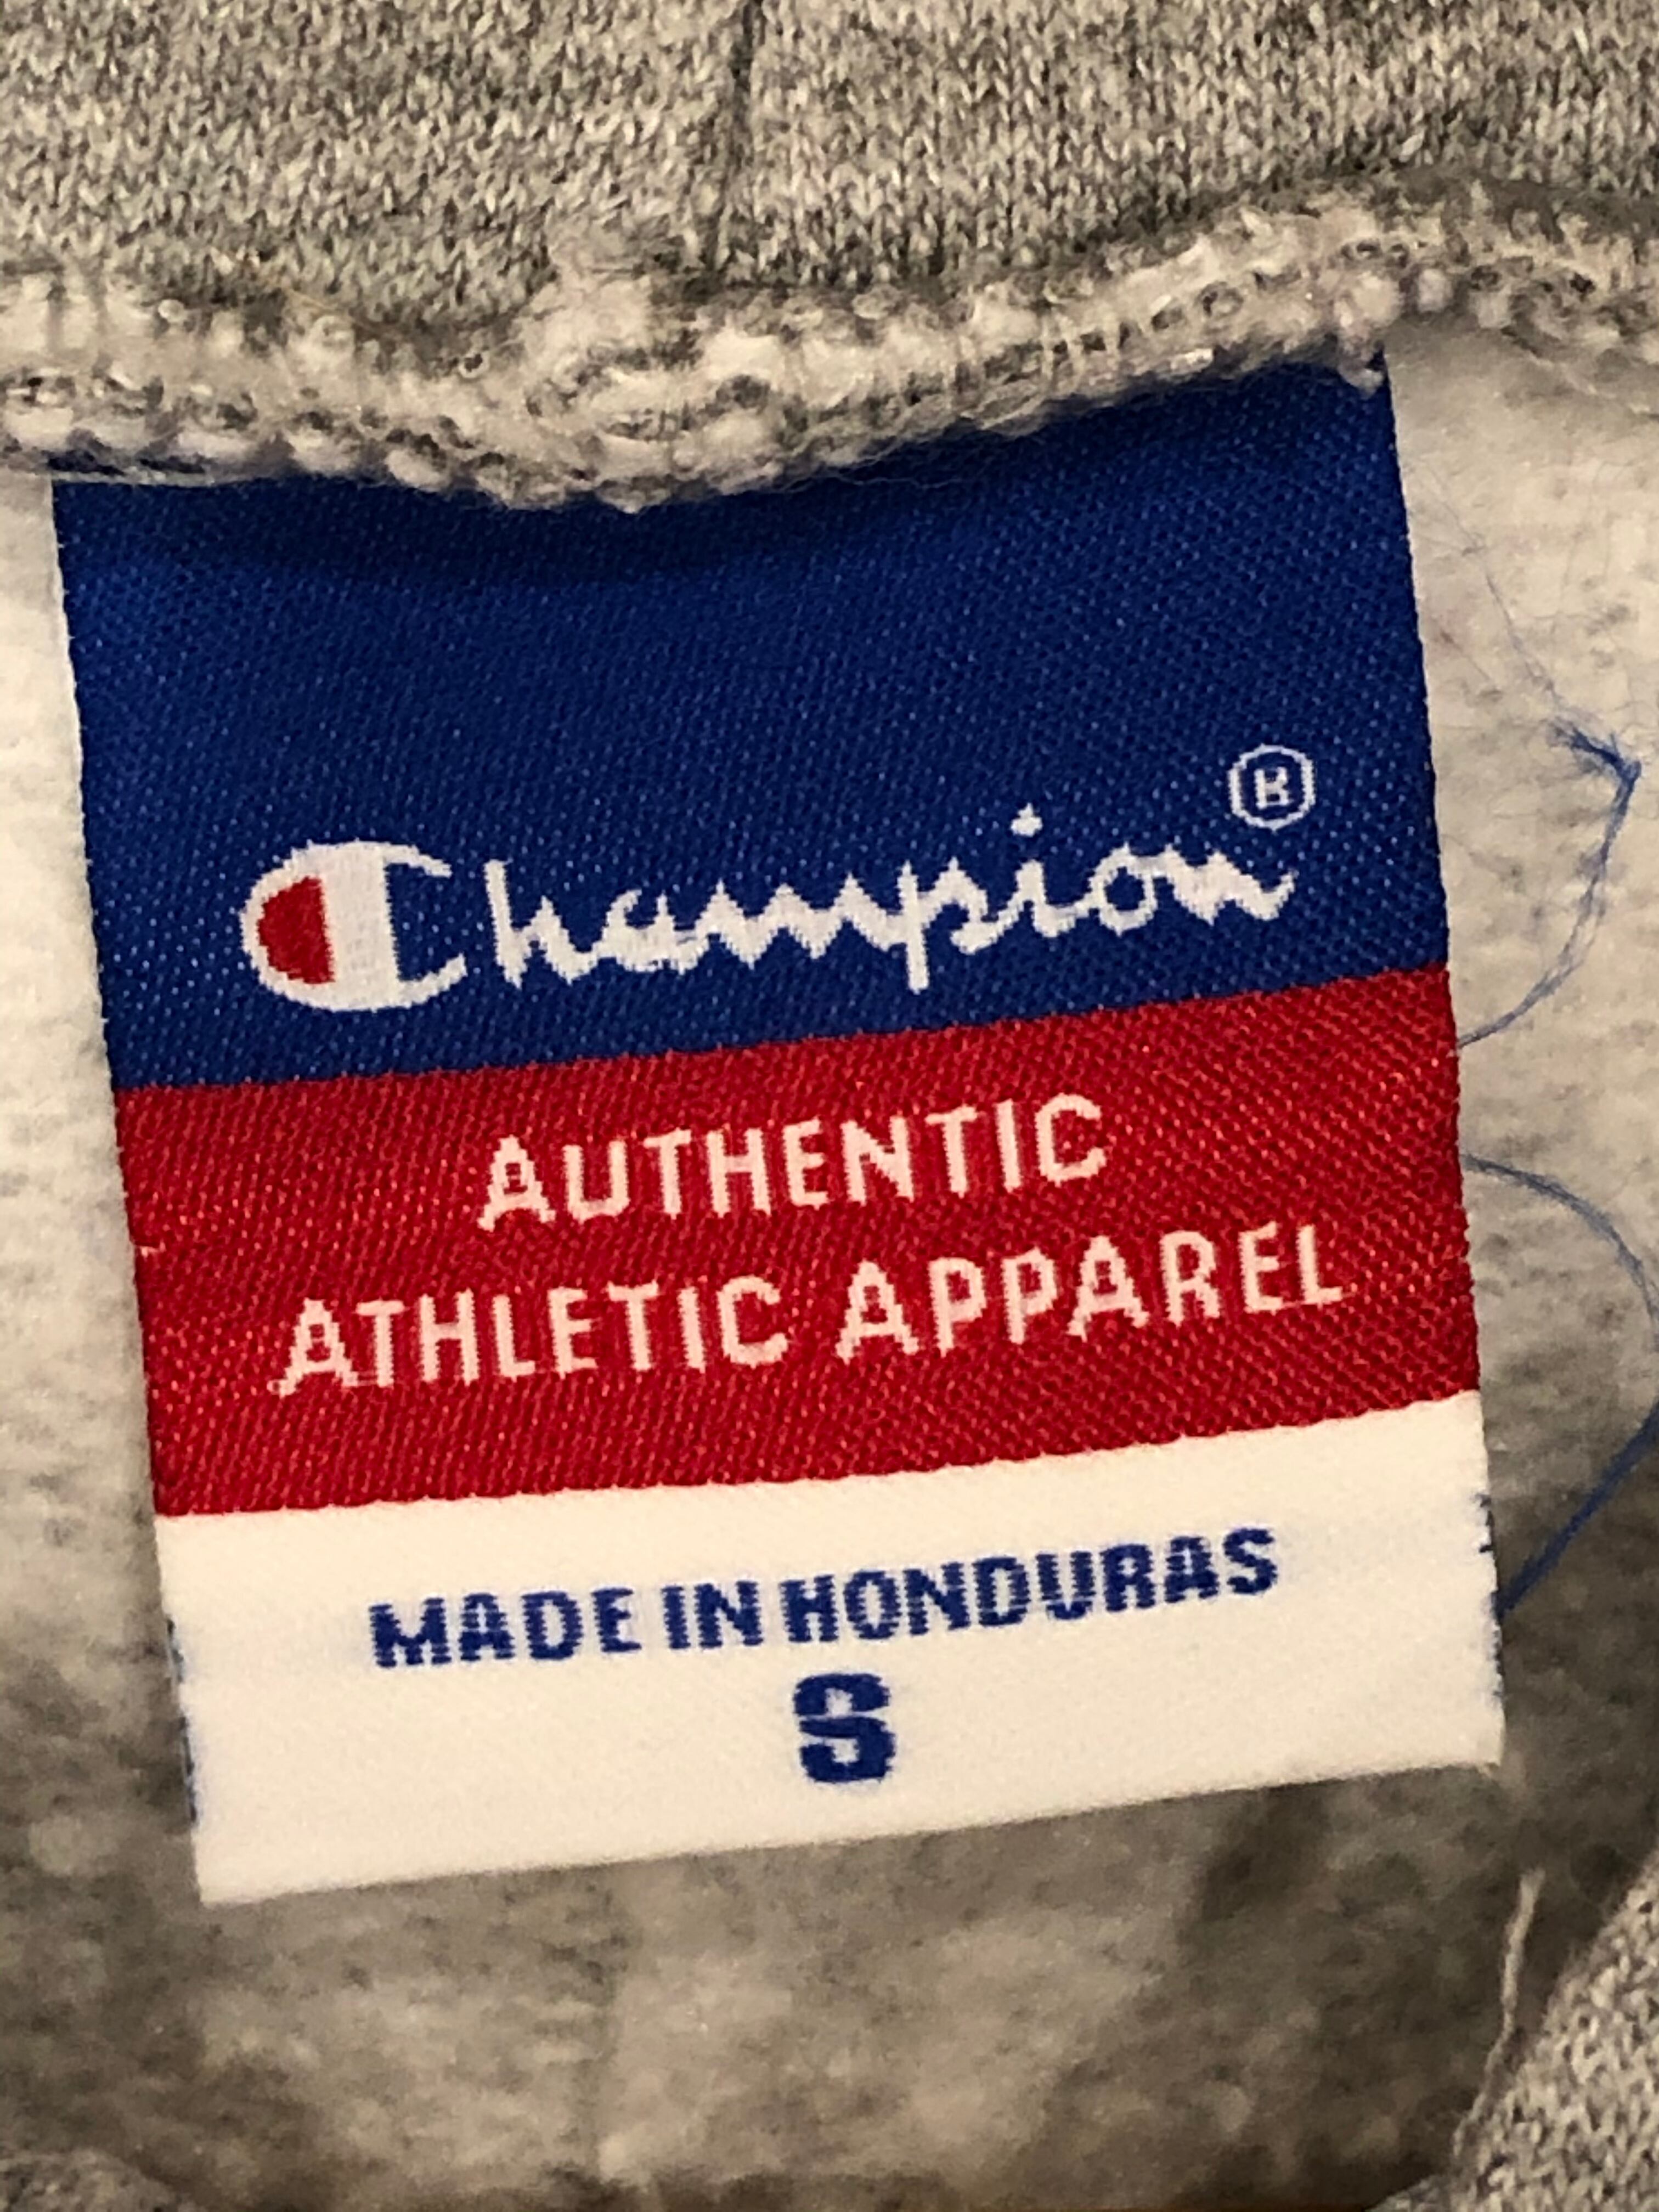 Champion®
AUTHENTIC
ATHLETIC APPAREL
MADE IN HONDURAS
S